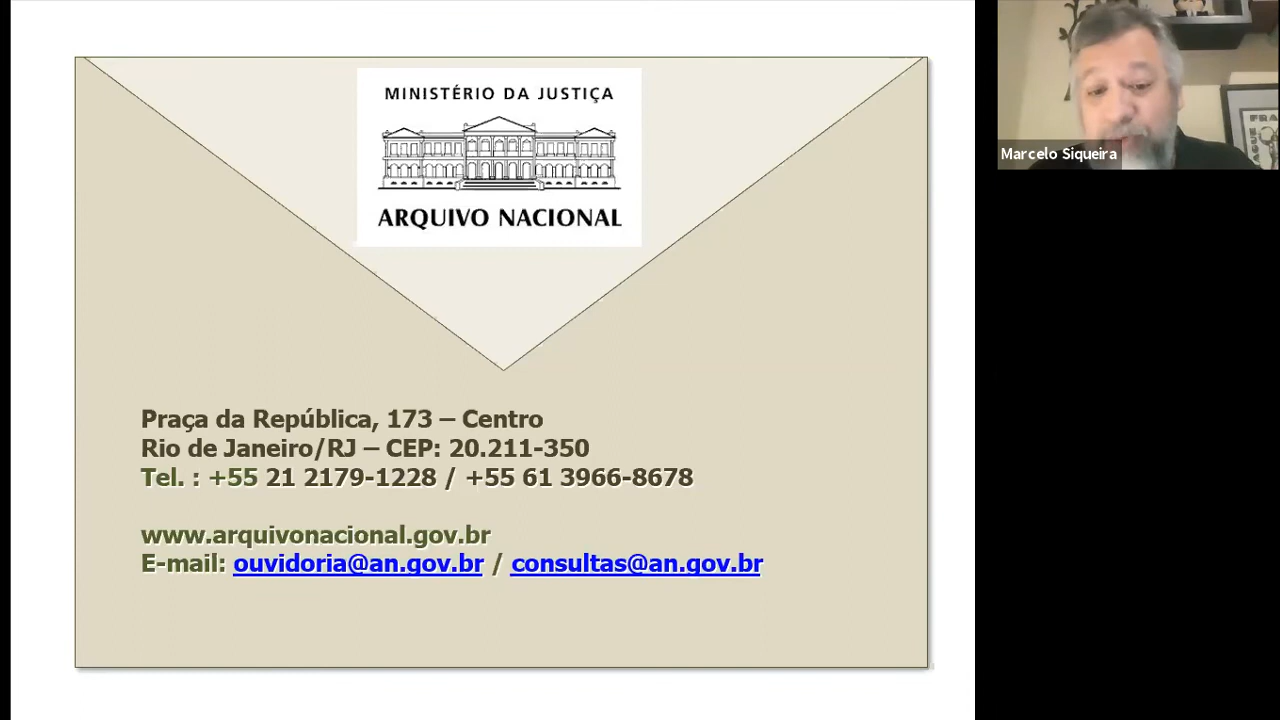 MINISTÉRIO DA JUSTIÇA
ARQUIVO NACIONAL
Praça da República, 173 – Centro
Rio de Janeiro/RJ – CEP: 20.211-350
Tel. : +55 21 2179-1228 / +55 61 3966-8678
www.arquivonacional.gov.br
E-mail: ouvidoria@an.gov.br / consultas@an.gov.br
Marcelo Siqueira